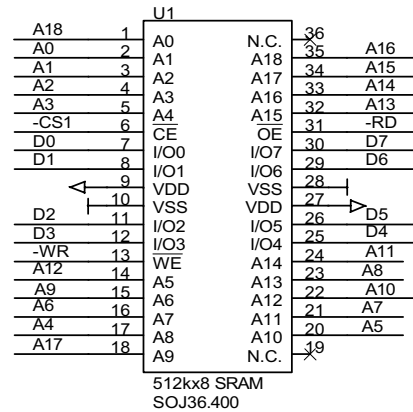 U1
A18 1 A0 N.C. 36
A0 2 A1 A18 35 A16
A1 3 A2 A17 34 A15
A2 4 A3 A16 33 A14
A3 5 A4 A15 32 A13
-CS1 6 CE OE 31 -RD
D0 7 I/O0 I/O7 30 D7
D1 8 I/O1 I/O6 29 D6
9 VDD VSS 28
10 VSS VDD 27
D2 11 I/O2 I/O5 26 D5
D3 12 I/O3 I/O4 25 D4
-WR 13 WE A14 24 A11
A12 14 A5 A13 23 A8
A9 15 A6 A12 22 A10
A6 16 A7 A11 21 A7
A4 17 A8 A10 20 A5
A17 18 A9 N.C. 19
512kx8 SRAM
SOJ36.400